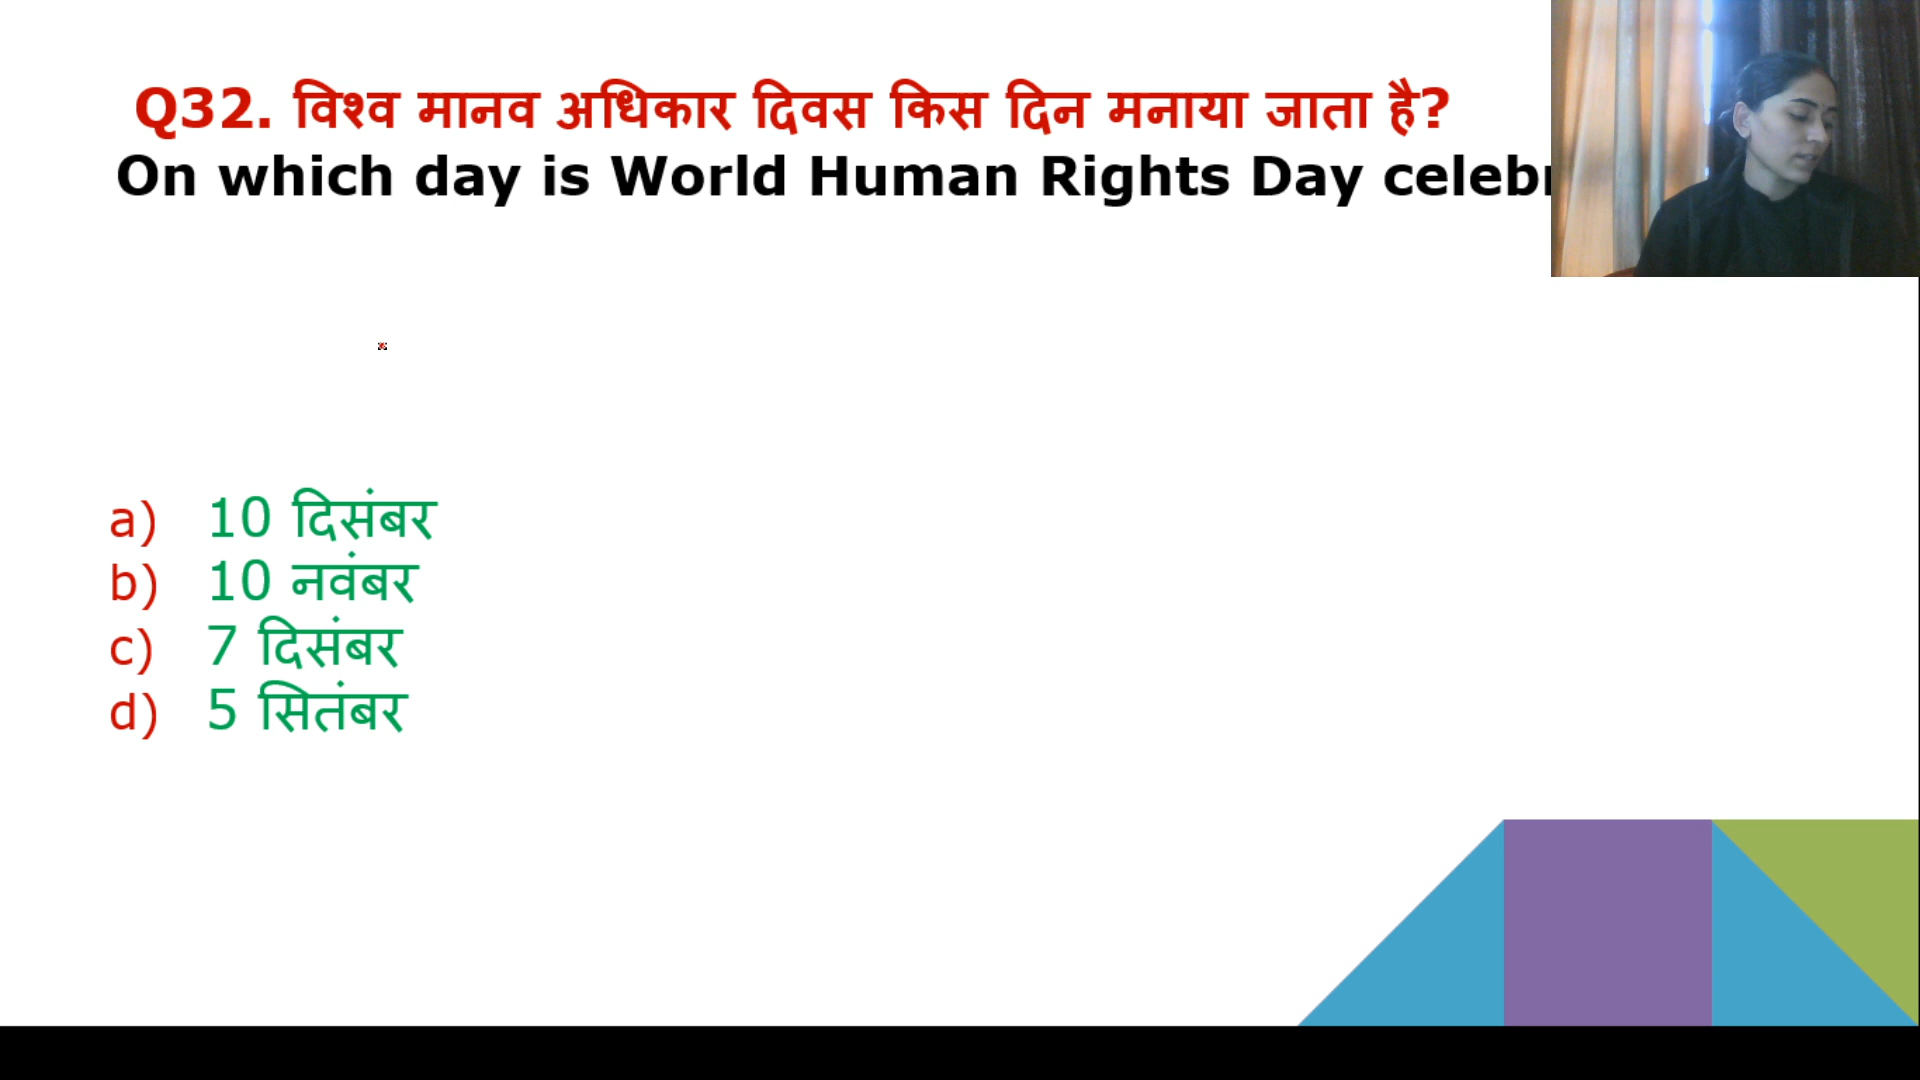 Q32. विश्व मानव अधिकार दिवस किस दिन मनाया जाता है?
On which day is World Human Rights Day
a) 10 दिसंबर
b) 10 नवंबर
c) 7 दिसंबर
d) 5 सितंबर